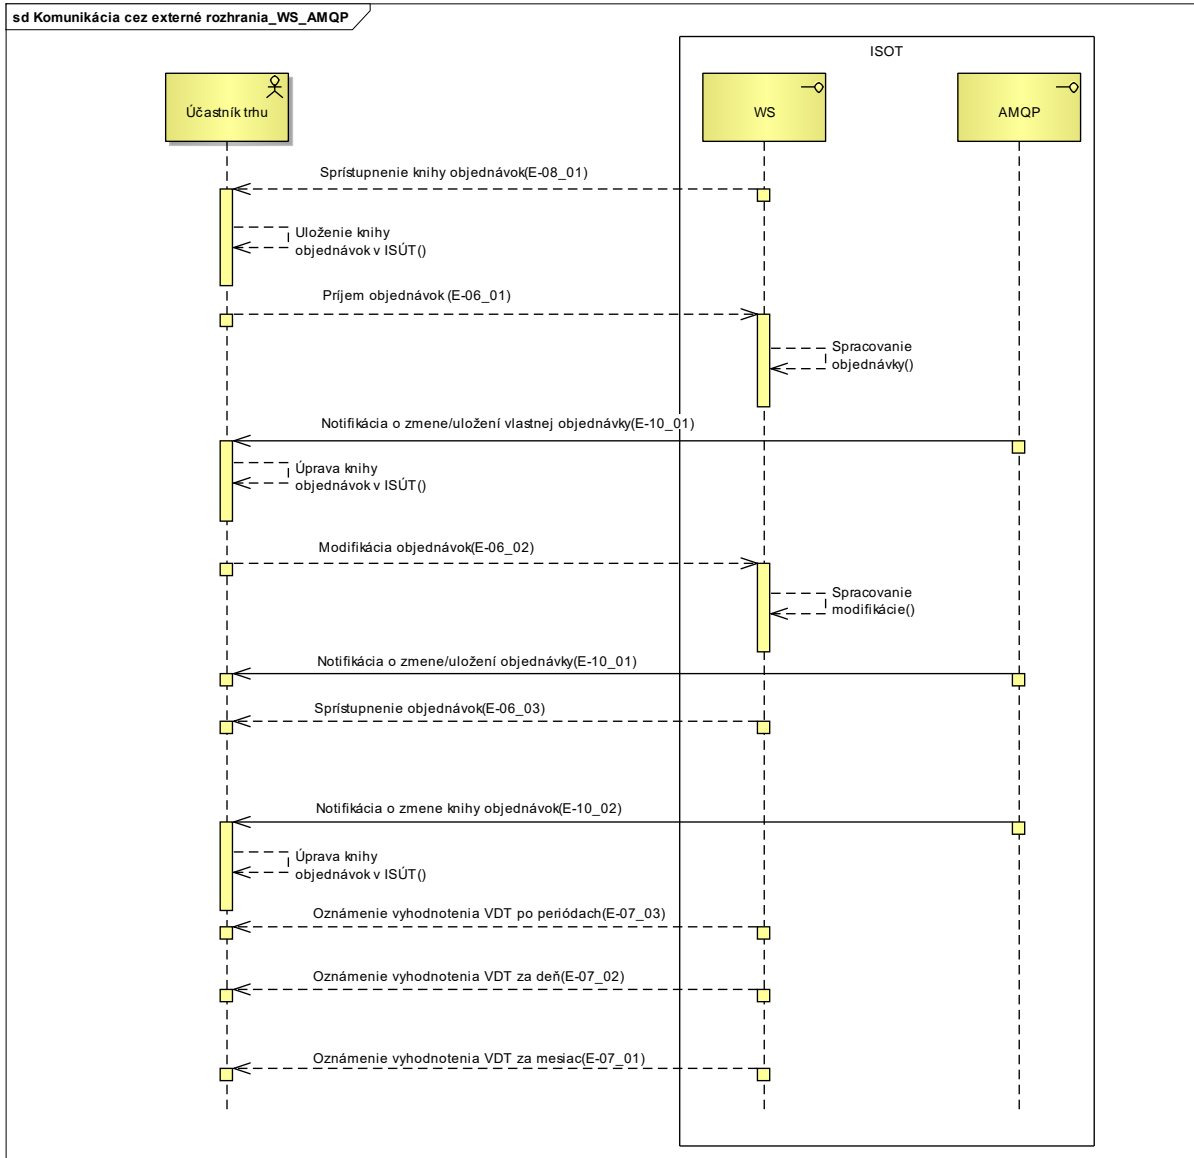 sd Komunikácia cez externé rozhrania_WS_AMQP
ISOT
Účastník trhu
WS
AMQP
Sprístupnenie knihy objednávok(E-08_01)
Uloženie knihy
objednávok v ISÚT()
Príjem objednávok (E-06_01)
Spracovanie
objednávky()
Notifikácia o zmene/uložení vlastnej objednávky(E-10_01)
Úprava knihy
objednávok v ISÚT()
Modifikácia objednávok(E-06_02)
Spracovanie
modifikácie()
Notifikácia o zmene/uložení objednávky(E-10_01)
Sprístupnenie objednávok(E-06_03)
Notifikácia o zmene knihy objednávok(E-10_02)
Úprava knihy
objednávok v ISÚT()
Oznámenie vyhodnotenia VDT po periódach(E-07_03)
Oznámenie vyhodnotenia VDT za deň(E-07_02)
Oznámenie vyhodnotenia VDT za mesiac(E-07_01)